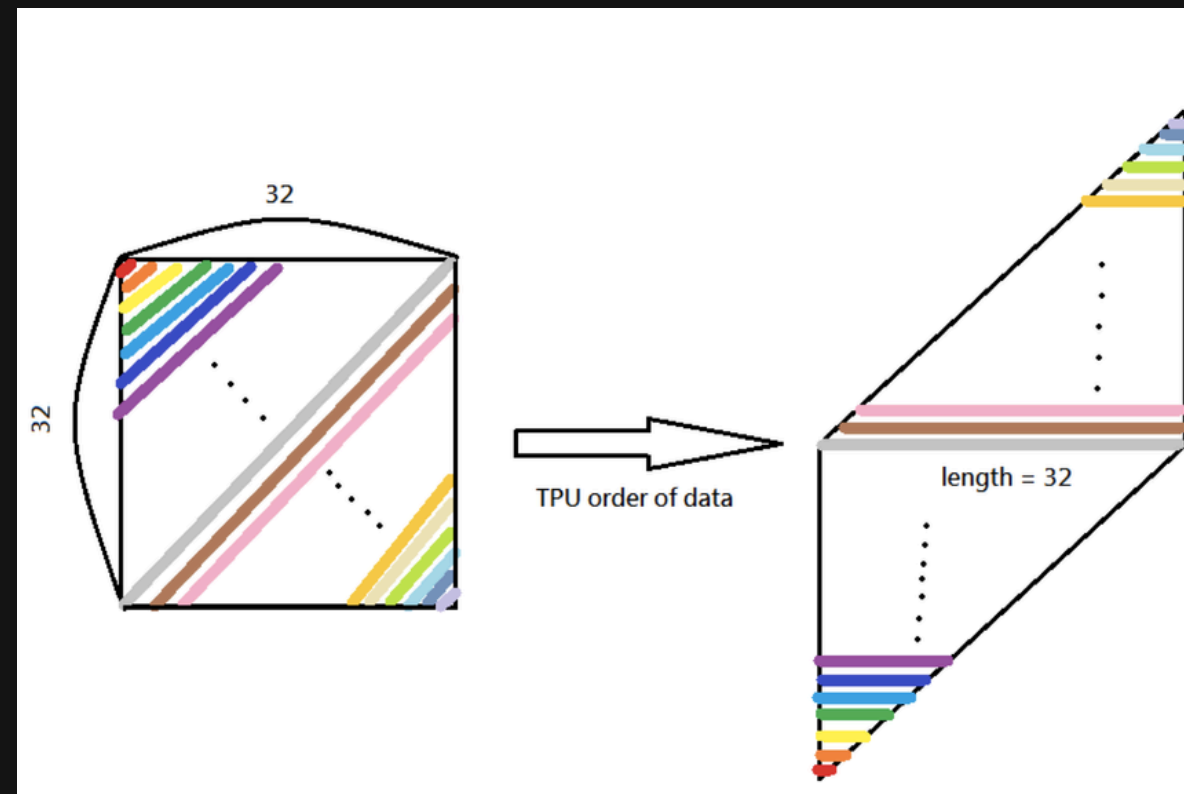 32
32
TPU order of data
length = 32